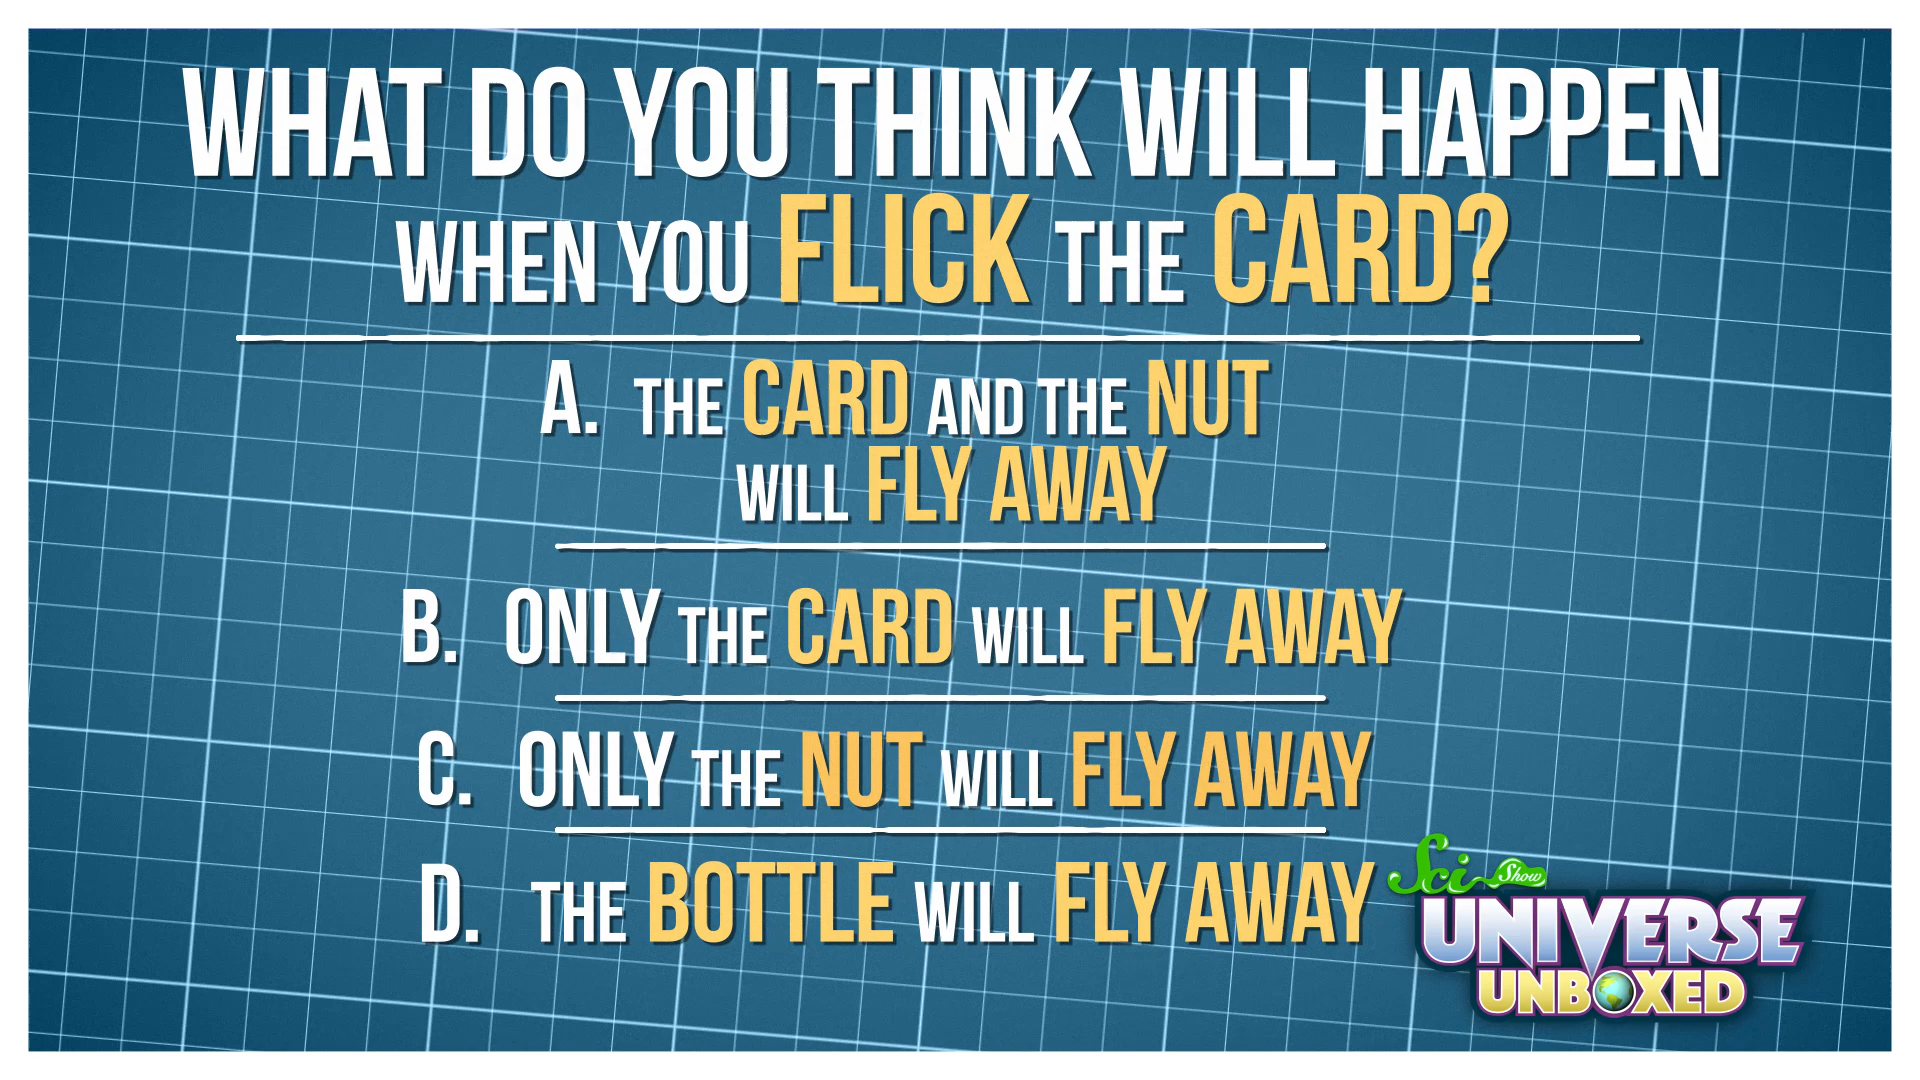 WHAT DO YOU THINK WILL HAPPEN
WHEN YOU FLICK THE CARD?
A. THE CARD AND THE NUT
WILL FLY AWAY
B. ONLY THE CARD WILL FLY AWAY
C. ONLY THE NUT WILL FLY AWAY
D. THE BOTTLE WILL FLY AWAY
Sci Show
UNIVERSE
UNBOXED